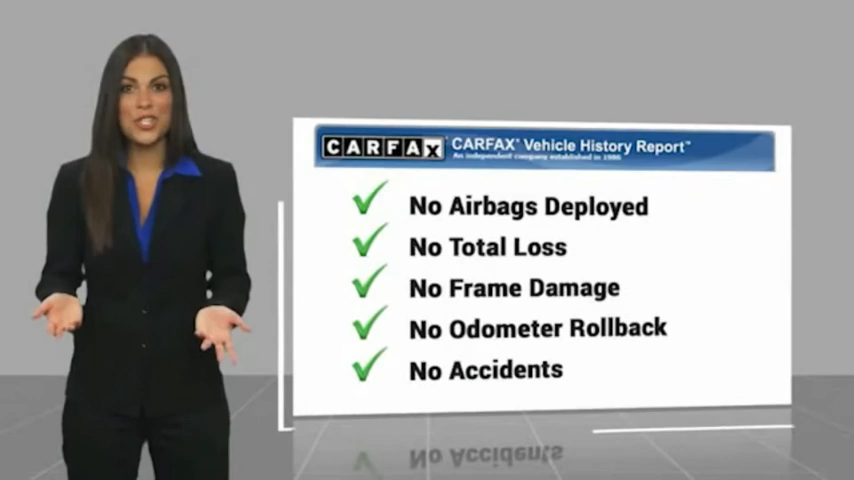 CARFAX CARFAX™ Vehicle History Report™
An independent company established in 1986
No Airbags Deployed
No Total Loss
No Frame Damage
No Odometer Rollback
No Accidents
No Accidents